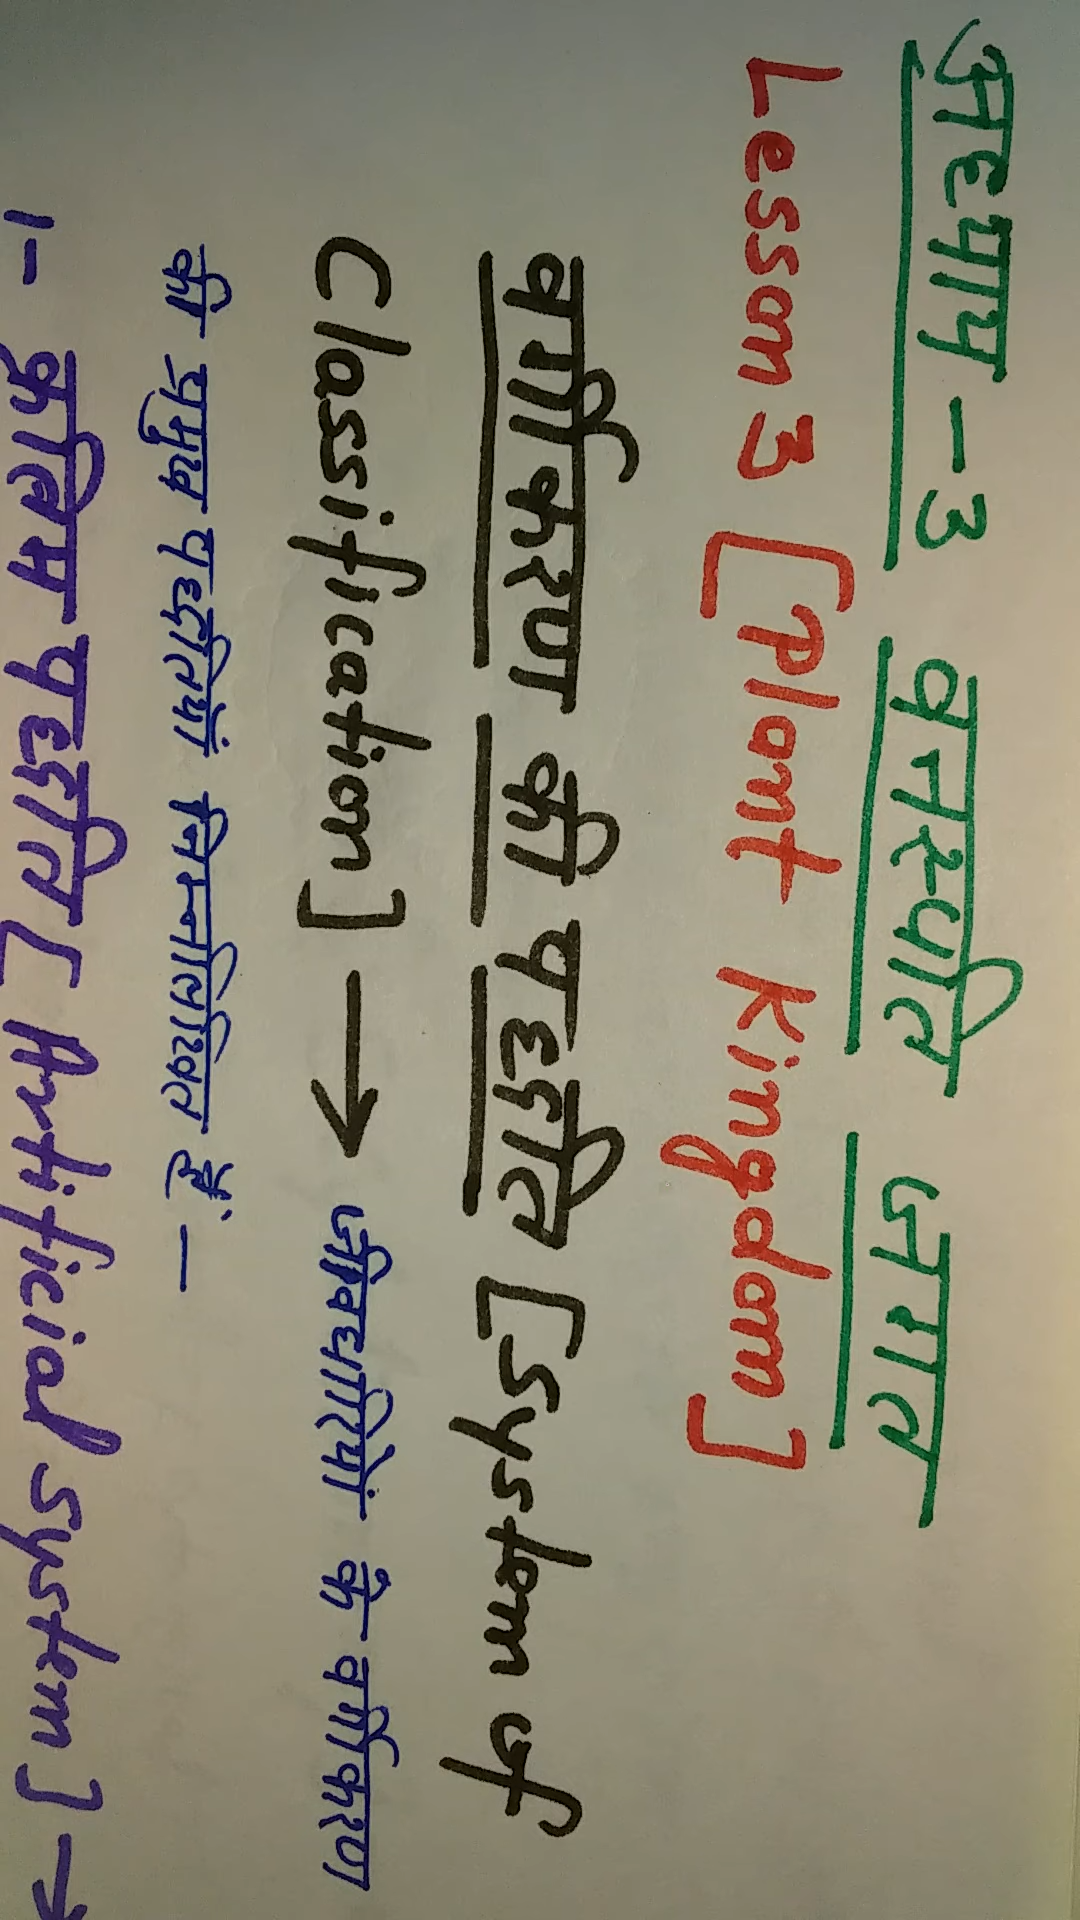 अध्याय -3 वनस्पति जगत
Lesson 3 [Plant Kingdom]
वर्गीकरण की पद्धति [System of
Classification] → जीवधारियों के वर्गीकरण
की प्रमुख पद्धतियाँ निम्नलिखित हैं -
1- कृत्रिम पद्धति [Artificial System] →